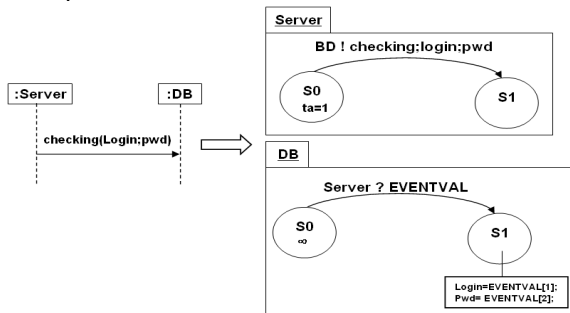 :Server
:DB
checking(Login;pwd)
Server
BD ! checking;login;pwd
S0
ta=1
S1
DB
Server ? EVENTVAL
S0
∞
S1
Login=EVENTVAL[1];
Pwd= EVENTVAL[2];